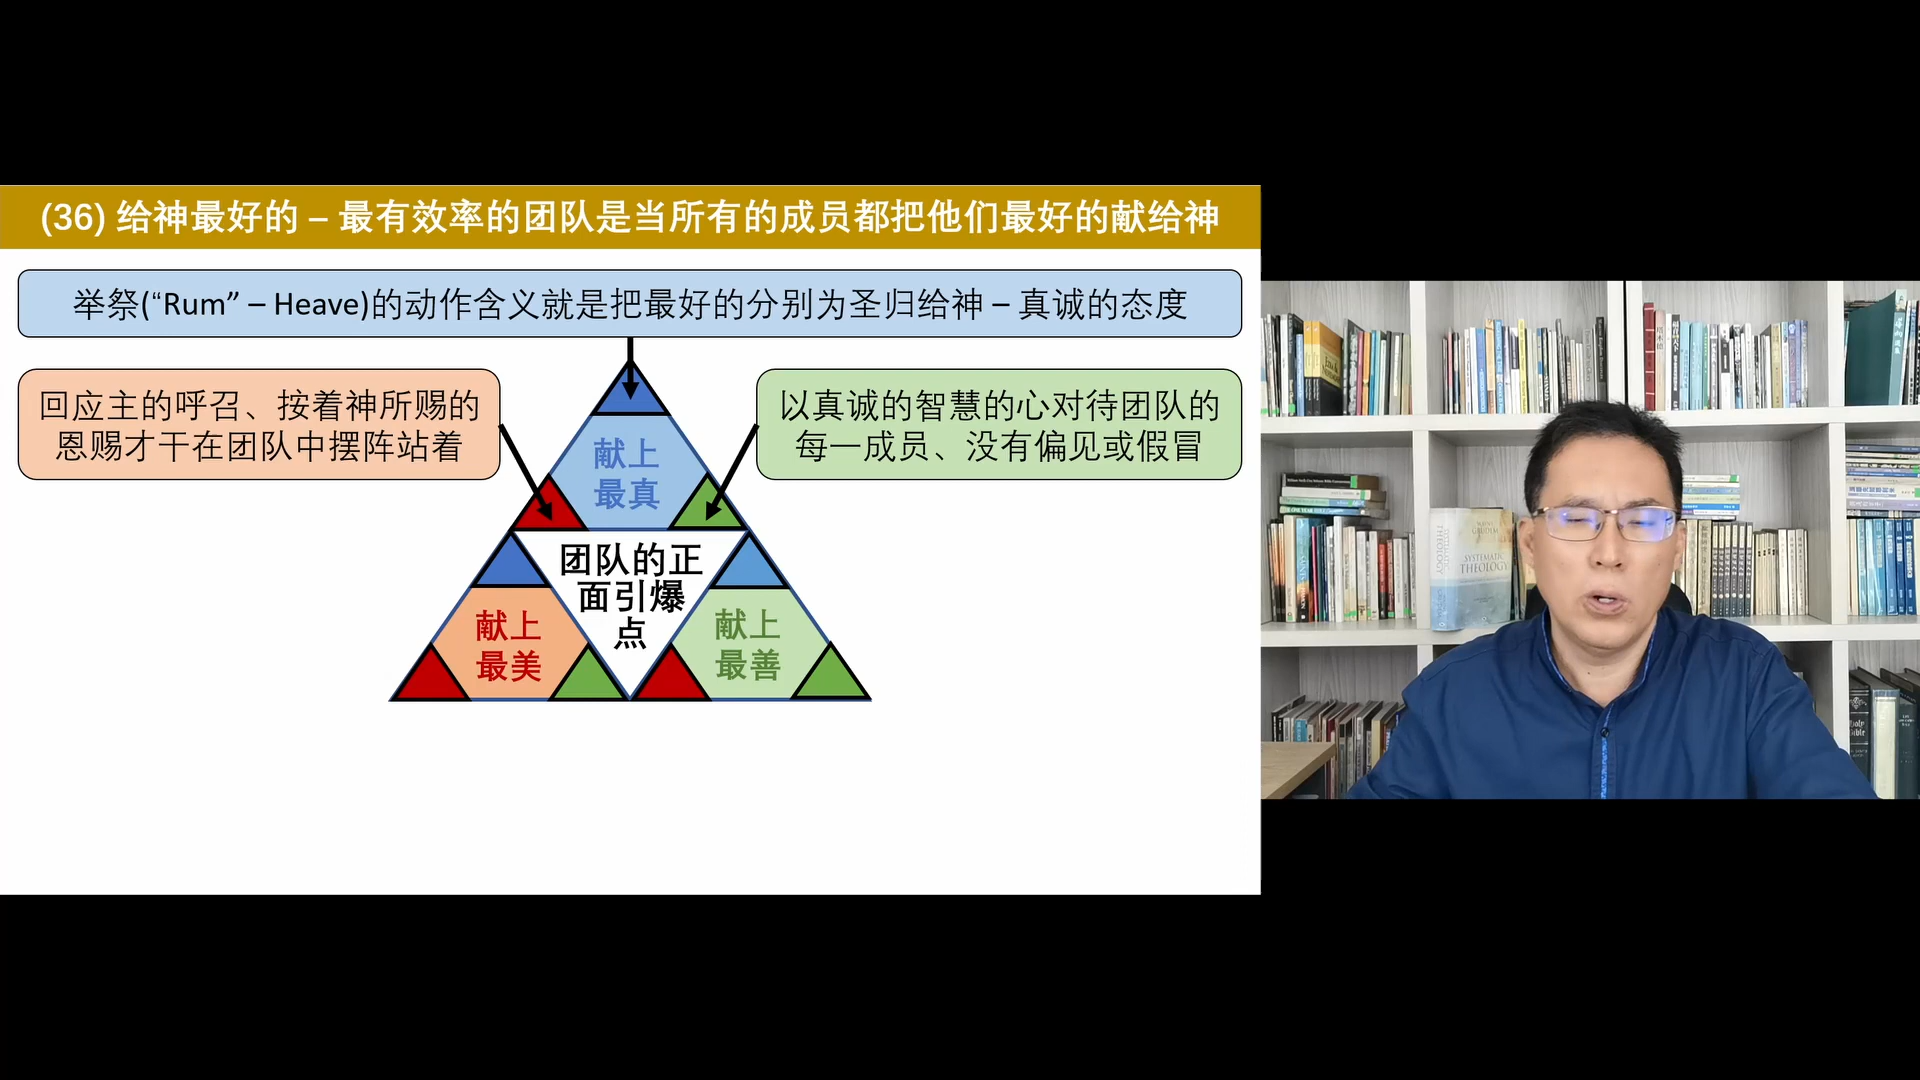 (36) 给神最好的 – 最有效率的团队是当所有的成员都把他们最好的献给神
举祭(“Rum” – Heave)的动作含义就是把最好的分别为圣归给神 – 真诚的态度
回应主的呼召、按着神所赐的
恩赐才干在团队中摆阵站着
以真诚的智慧的心对待团队的
每一成员、没有偏见或假冒
献上
最真
团队的正
面引爆
点
献上
最美
献上
最善
SYSTEMATIC
THEOLOGY
Holy
Bible